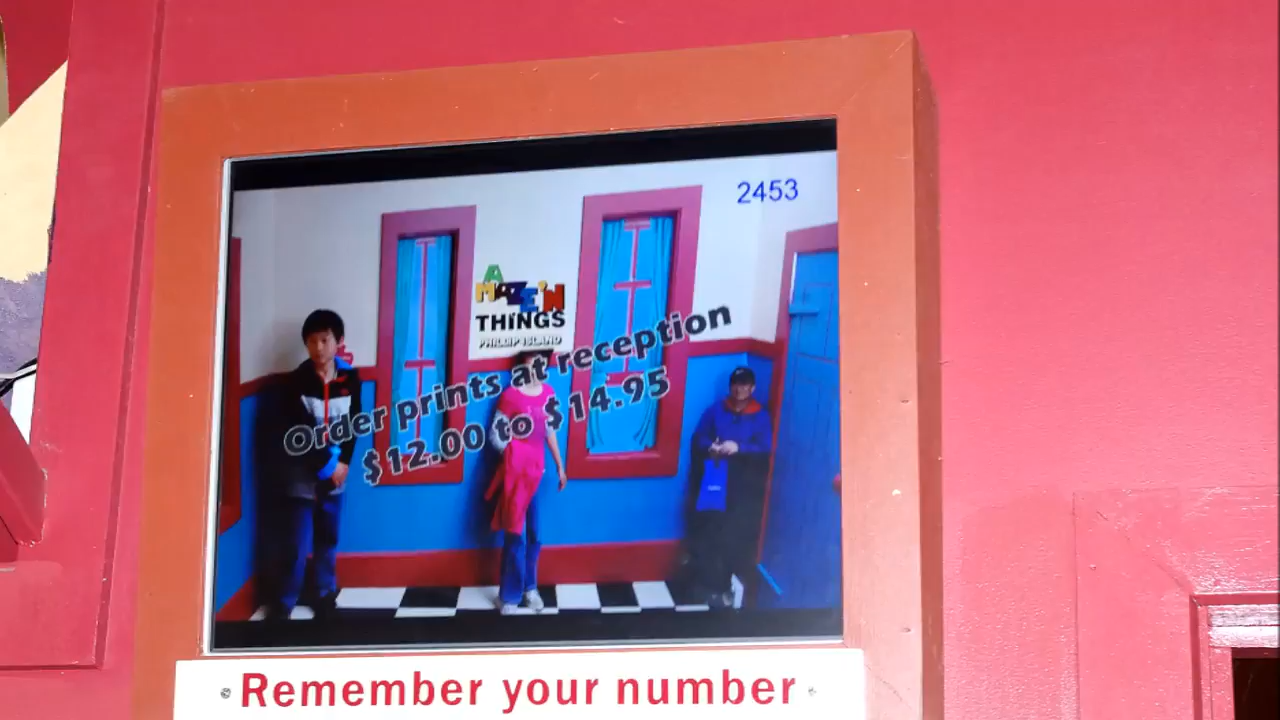 2453
A
MAZE'N
THINGS
PHILLIP ISLAND
Order prints at reception
$12.00 to $14.95
Remember your number